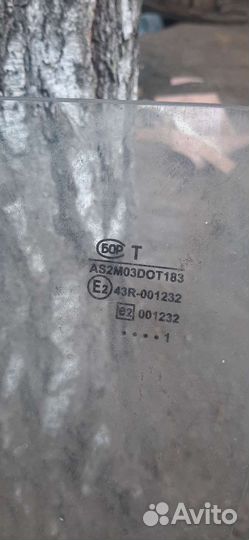 БОР T
AS2M03DOT183
E2 43R-001232
e2 001232
....1
Avito